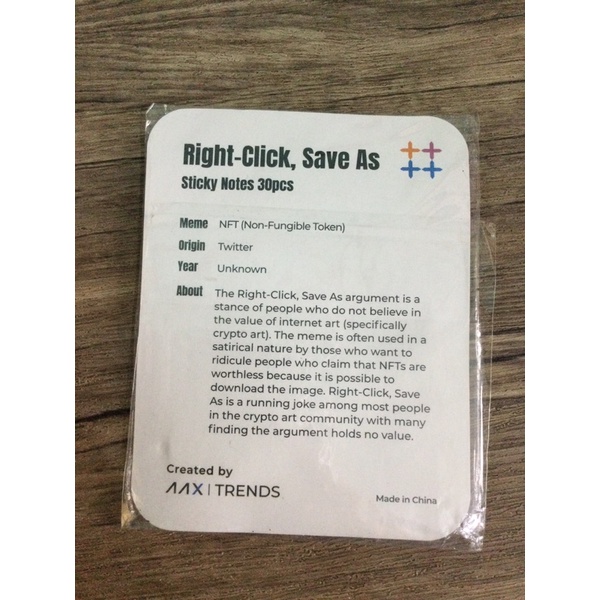 Right-Click, Save As
Sticky Notes 30pcs
Meme NFT (Non-Fungible Token)
Origin Twitter
Year Unknown
About The Right-Click, Save As argument is a
stance of people who do not believe in
the value of internet art (specifically
crypto art). The meme is often used in a
satirical nature by those who want to
ridicule people who claim that NFTs are
worthless because it is possible to
download the image. Right-Click, Save
As is a running joke among most people
in the crypto art community with many
finding the argument holds no value.
Created by
AAX | TRENDS
Made in China